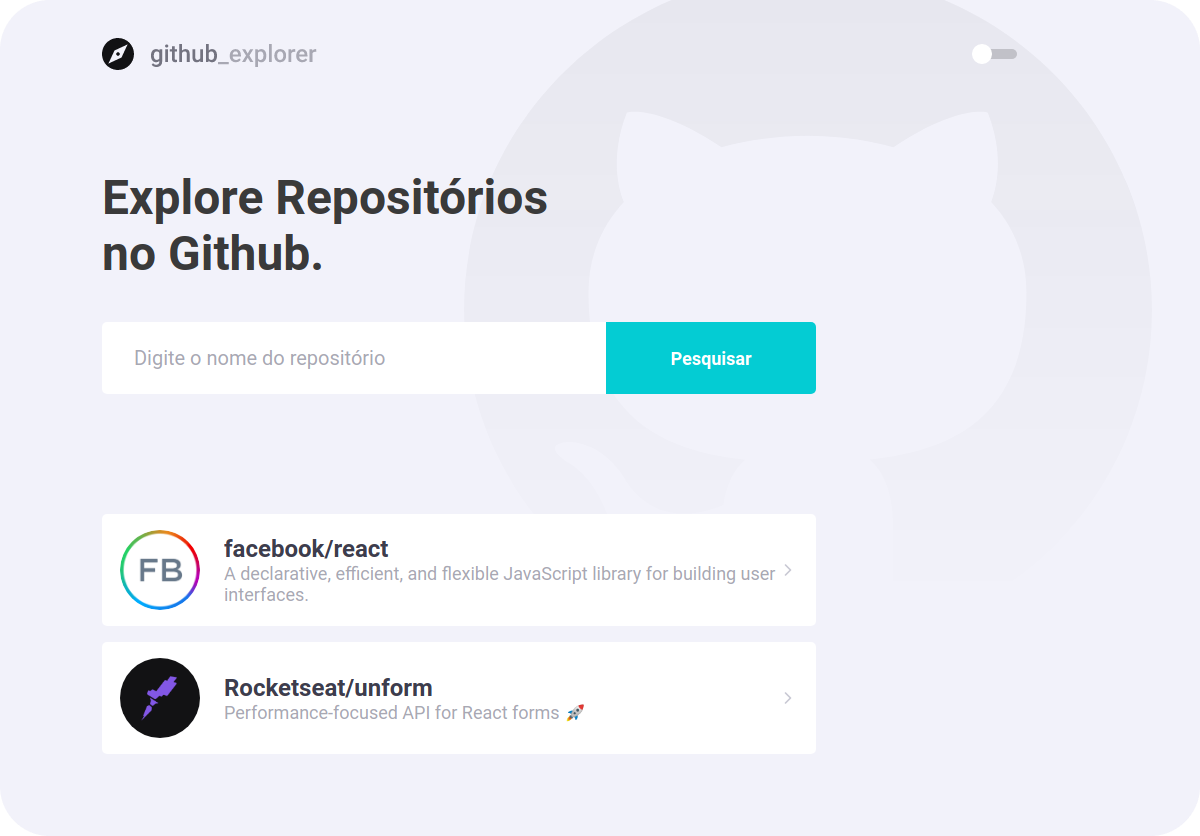 github_explorer
Explore Repositórios
no Github.
Digite o nome do repositório
Pesquisar
FB
facebook/react
A declarative, efficient, and flexible JavaScript library for building user
interfaces.
Rocketseat/unform
Performance-focused API for React forms 🚀